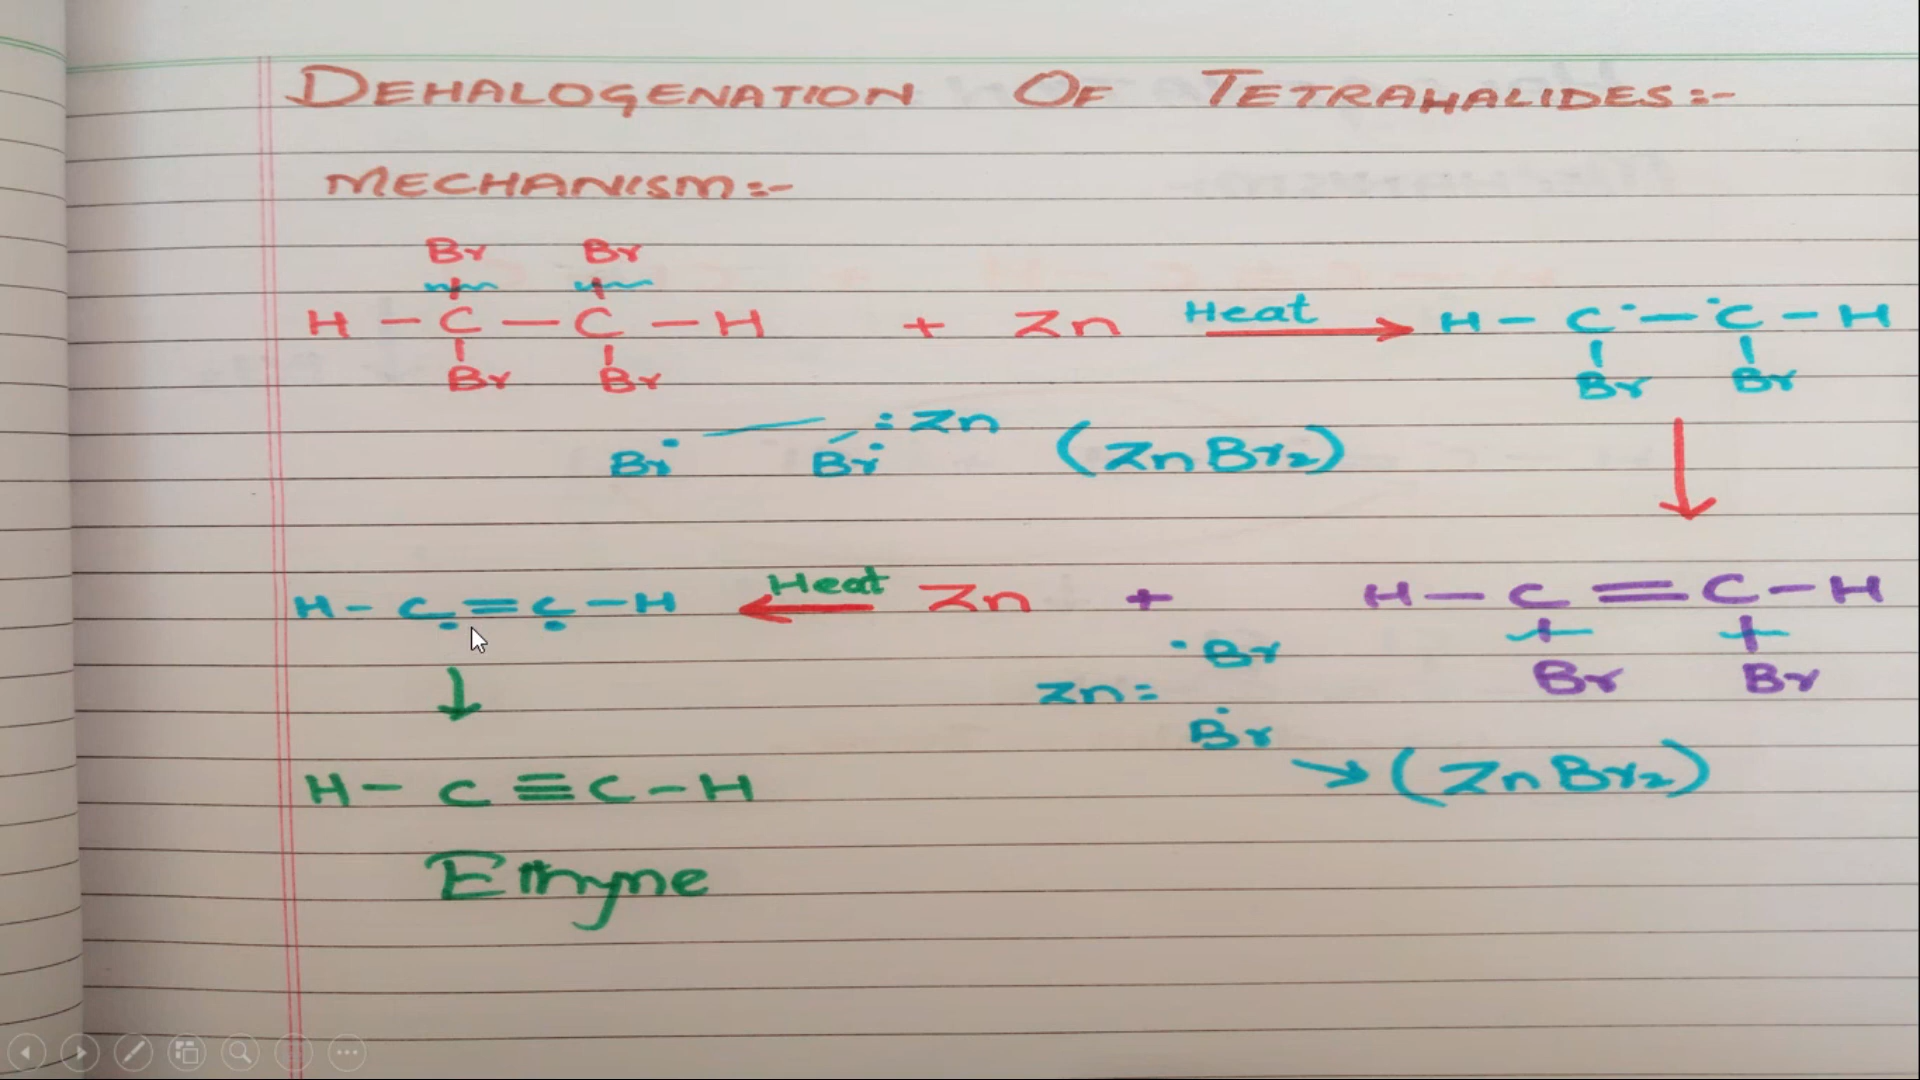 DEHALOGENATION OF TETRAHALIDES:-
MECHANISM:-
Br Br
H - C - C - H + Zn Heat → H - C· - ·C - H
Br Br Br Br
:Zn
Br· Br· (ZnBr₂)
H - C = C - H ← Heat Zn + H - C = C - H
·Br
Zn: Br Br
Br
→ (ZnBr₂)
↓
H - C ≡ C - H
Ethyne